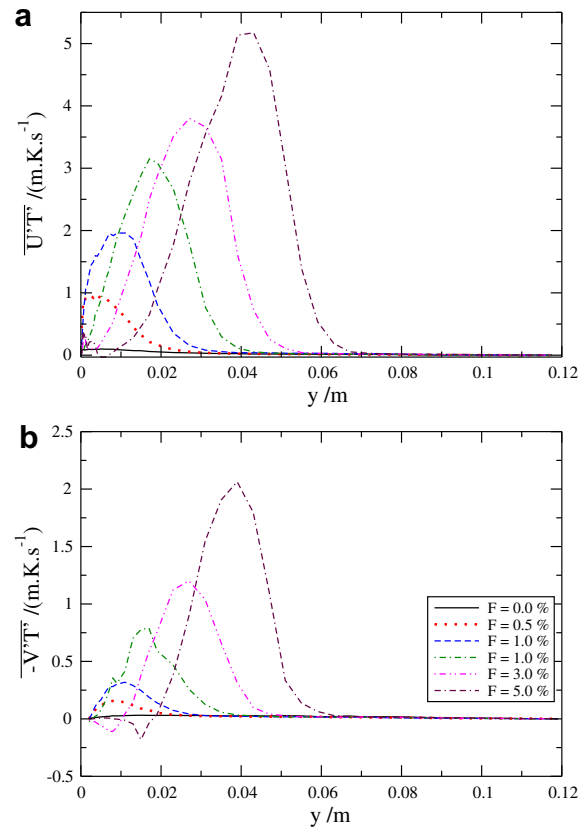 a
5
4
3
2
1
0
U'T' /(m.K.s⁻¹)
0 0.02 0.04 0.06 0.08 0.1 0.12
y /m
b
2.5
2
1.5
1
0.5
0
-0.5
-V'T' /(m.K.s⁻¹)
F = 0.0 %
F = 0.5 %
F = 1.0 %
F = 1.0 %
F = 3.0 %
F = 5.0 %
0 0.02 0.04 0.06 0.08 0.1 0.12
y /m